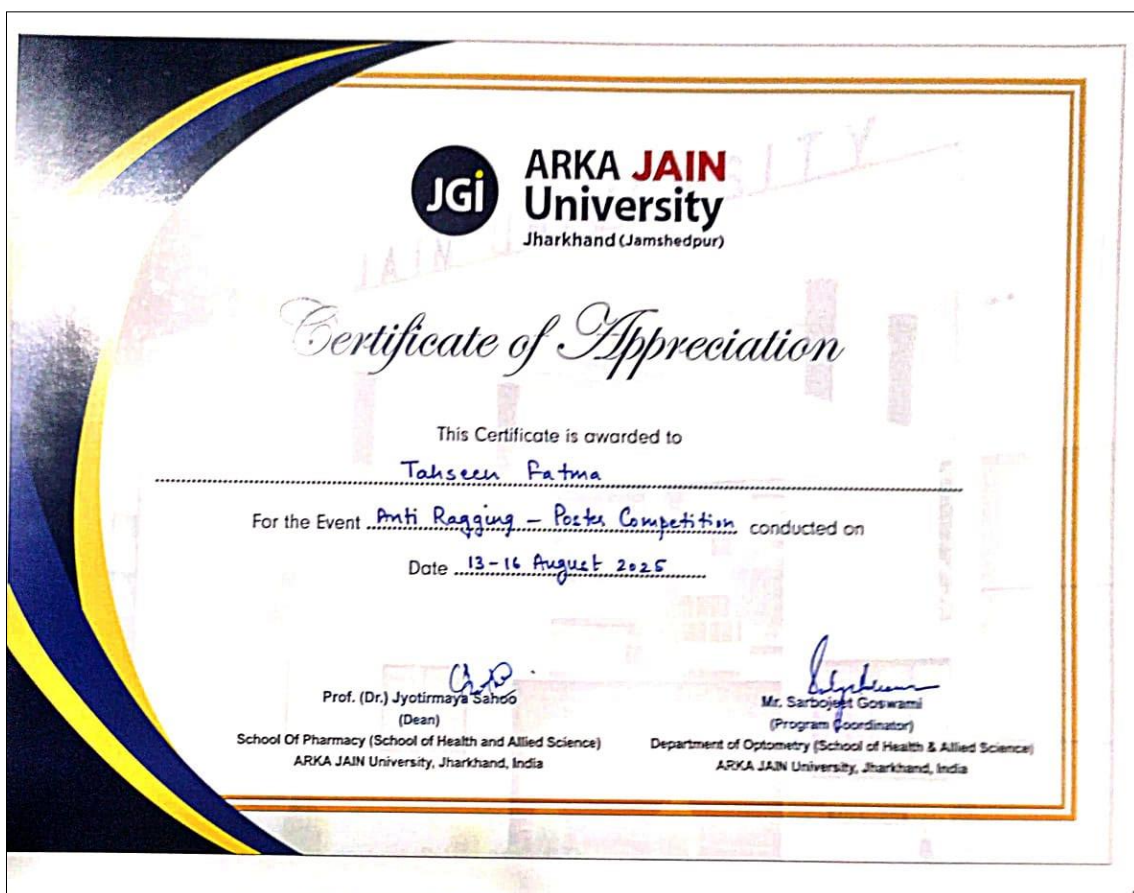 JGi
ARKA JAIN
University
Jharkhand (Jamshedpur)
Certificate of Appreciation
This Certificate is awarded to
Tahseen Fatma
For the Event Anti Ragging - Poster Competition conducted on
Date 13-16 August 2025
Prof. (Dr.) Jyotirmaya Sahoo
(Dean)
School Of Pharmacy (School of Health and Allied Science)
ARKA JAIN University, Jharkhand, India
Mr. Sarbojeet Goswami
(Program Coordinator)
Department of Optometry (School of Health & Allied Science)
ARKA JAIN University, Jharkhand, India